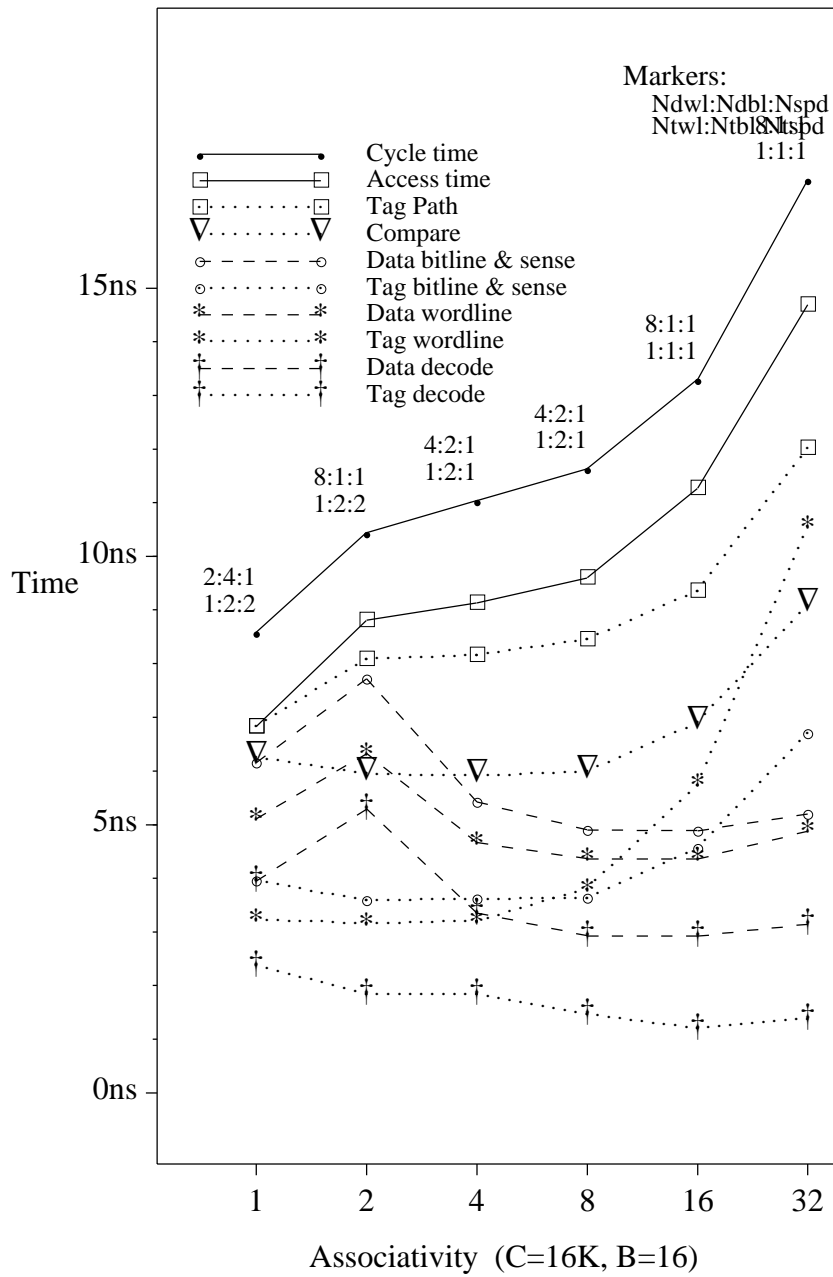 Markers:
Ndwl:Ndbl:Nspd
Ntwl:Ntbl:Ntspd
8:1:1
1:1:1
Cycle time
Access time
Tag Path
Compare
Data bitline & sense
Tag bitline & sense
Data wordline
Tag wordline
Data decode
Tag decode
15ns
8:1:1
1:1:1
4:2:1
1:2:1
4:2:1
1:2:1
8:1:1
1:2:2
10ns
2:4:1
1:2:2
Time
5ns
0ns
1 2 4 8 16 32
Associativity (C=16K, B=16)